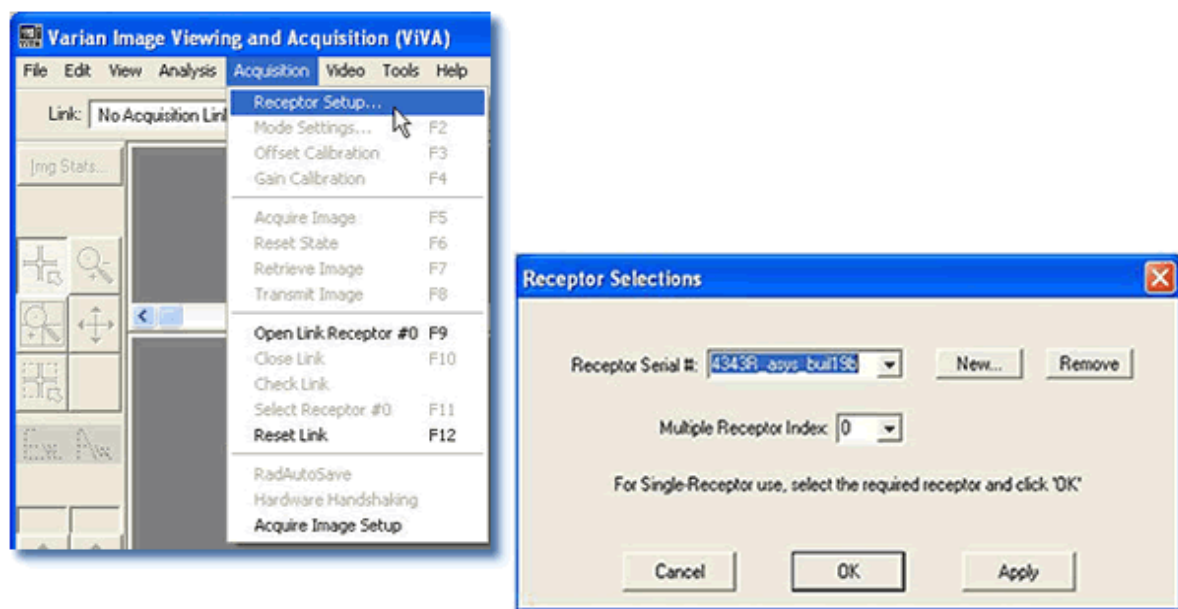 Varian Image Viewing and Acquisition (ViVA)
File Edit View Analysis Acquisition Video Tools Help
Link: No Acquisition Link
Img Stats...
Receptor Setup...
Mode Settings... F2
Offset Calibration F3
Gain Calibration F4
Acquire Image F5
Reset State F6
Retrieve Image F7
Transmit Image F8
Open Link Receptor #0 F9
Close Link F10
Check Link
Select Receptor #0 F11
Reset Link F12
RadAutoSave
Hardware Handshaking
Acquire Image Setup
Receptor Selections
Receptor Serial #: 4343R_asys_buil19b New... Remove
Multiple Receptor Index: 0
For Single-Receptor use, select the required receptor and click 'OK'
Cancel OK Apply